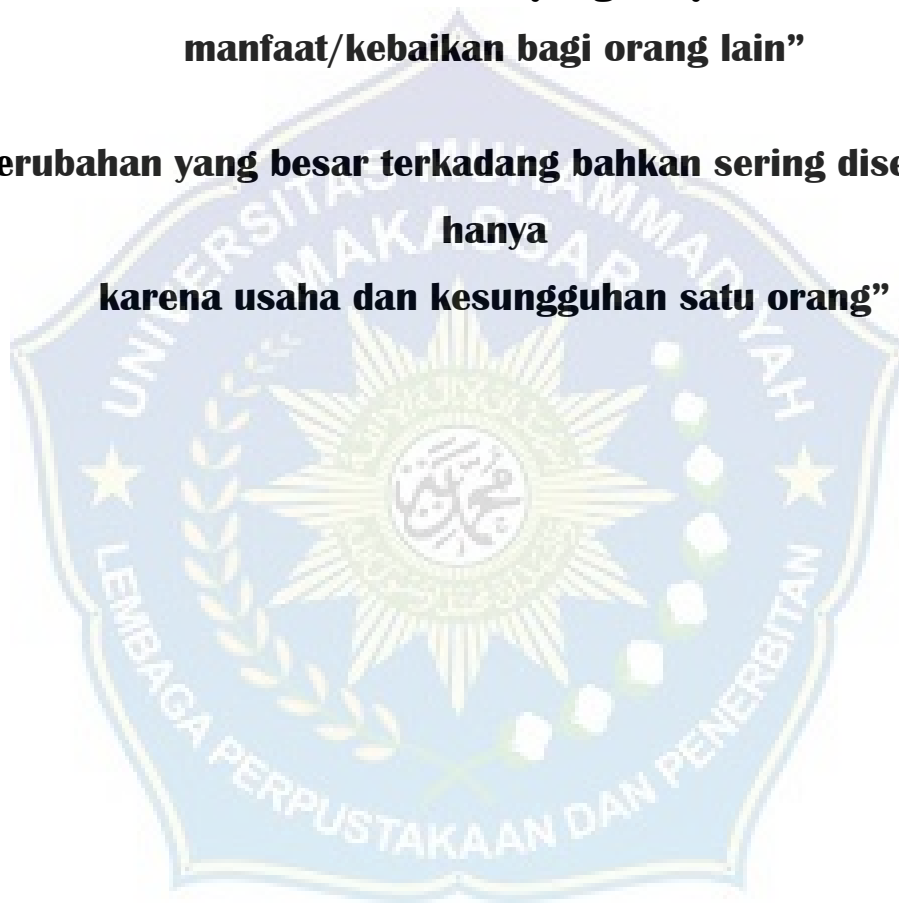 manfaat/kebaikan bagi orang lain”
erubahan yang besar terkadang bahkan sering dise
hanya
karena usaha dan kesungguhan satu orang”
UNIVERSITAS MUHAMMADIYAH
MAKASSAR
محمدية
LEMBAGA PERPUSTAKAAN DAN PENERBITAN